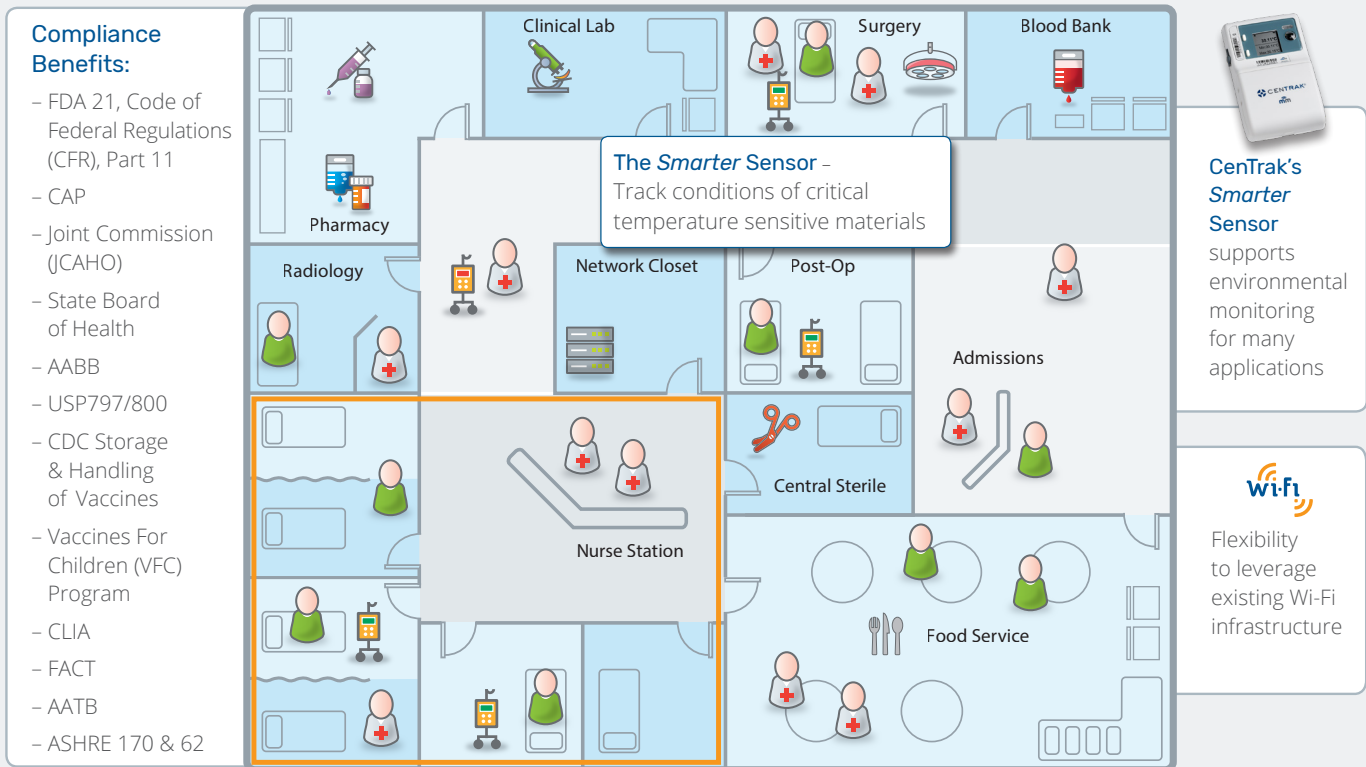 Compliance
Benefits:
– FDA 21, Code of
Federal Regulations
(CFR), Part 11
– CAP
– Joint Commission
(JCAHO)
– State Board
of Health
– AABB
– USP797/800
– CDC Storage
& Handling
of Vaccines
– Vaccines For
Children (VFC)
Program
– CLIA
– FACT
– AATB
– ASHRE 170 & 62
Clinical Lab
Surgery
Blood Bank
Pharmacy
The Smarter Sensor –
Track conditions of critical
temperature sensitive materials
Radiology
Network Closet
Post-Op
Admissions
Central Sterile
Nurse Station
Food Service
CENTRAK
CenTrak's
Smarter
Sensor
supports
environmental
monitoring
for many
applications
Wi-Fi
Flexibility
to leverage
existing Wi-Fi
infrastructure